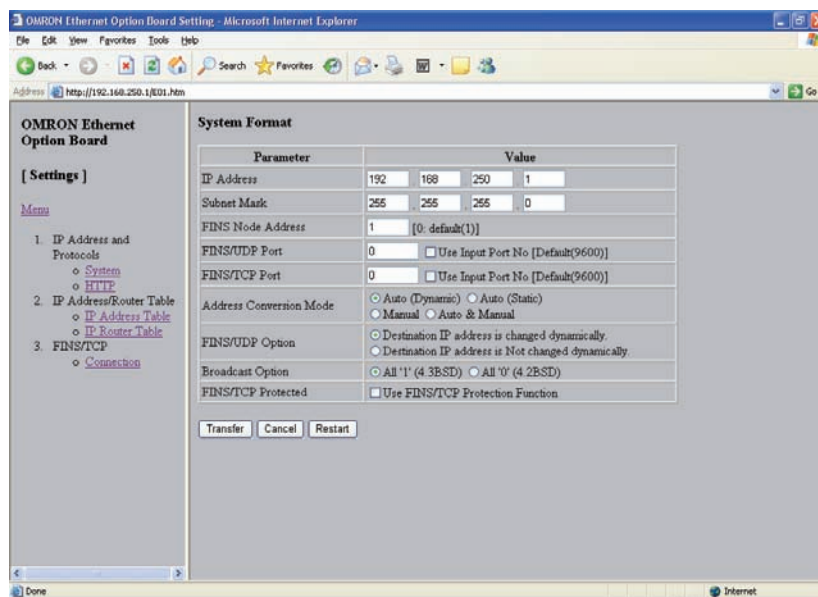 OMRON Ethernet Option Board Setting - Microsoft Internet Explorer
File Edit View Favorites Tools Help
Back Search Favorites
Address http://192.168.250.1/E01.htm Go
OMRON Ethernet
Option Board
[ Settings ]
Menu
1. IP Address and
Protocols
o System
o HTTP
2. IP Address/Router Table
o IP Address Table
o IP Router Table
3. FINS/TCP
o Connection
System Format
Parameter Value
IP Address 192 . 168 . 250 . 1
Subnet Mask 255 . 255 . 255 . 0
FINS Node Address 1 [0: default(1)]
FINS/UDP Port 0 Use Input Port No [Default(9600)]
FINS/TCP Port 0 Use Input Port No [Default(9600)]
Address Conversion Mode Auto (Dynamic) Auto (Static)
Manual Auto & Manual
FINS/UDP Option Destination IP address is changed dynamically.
Destination IP address is Not changed dynamically.
Broadcast Option All '1' (4.3BSD) All '0' (4.2BSD)
FINS/TCP Protected Use FINS/TCP Protection Function
Transfer Cancel Restart
Done Internet